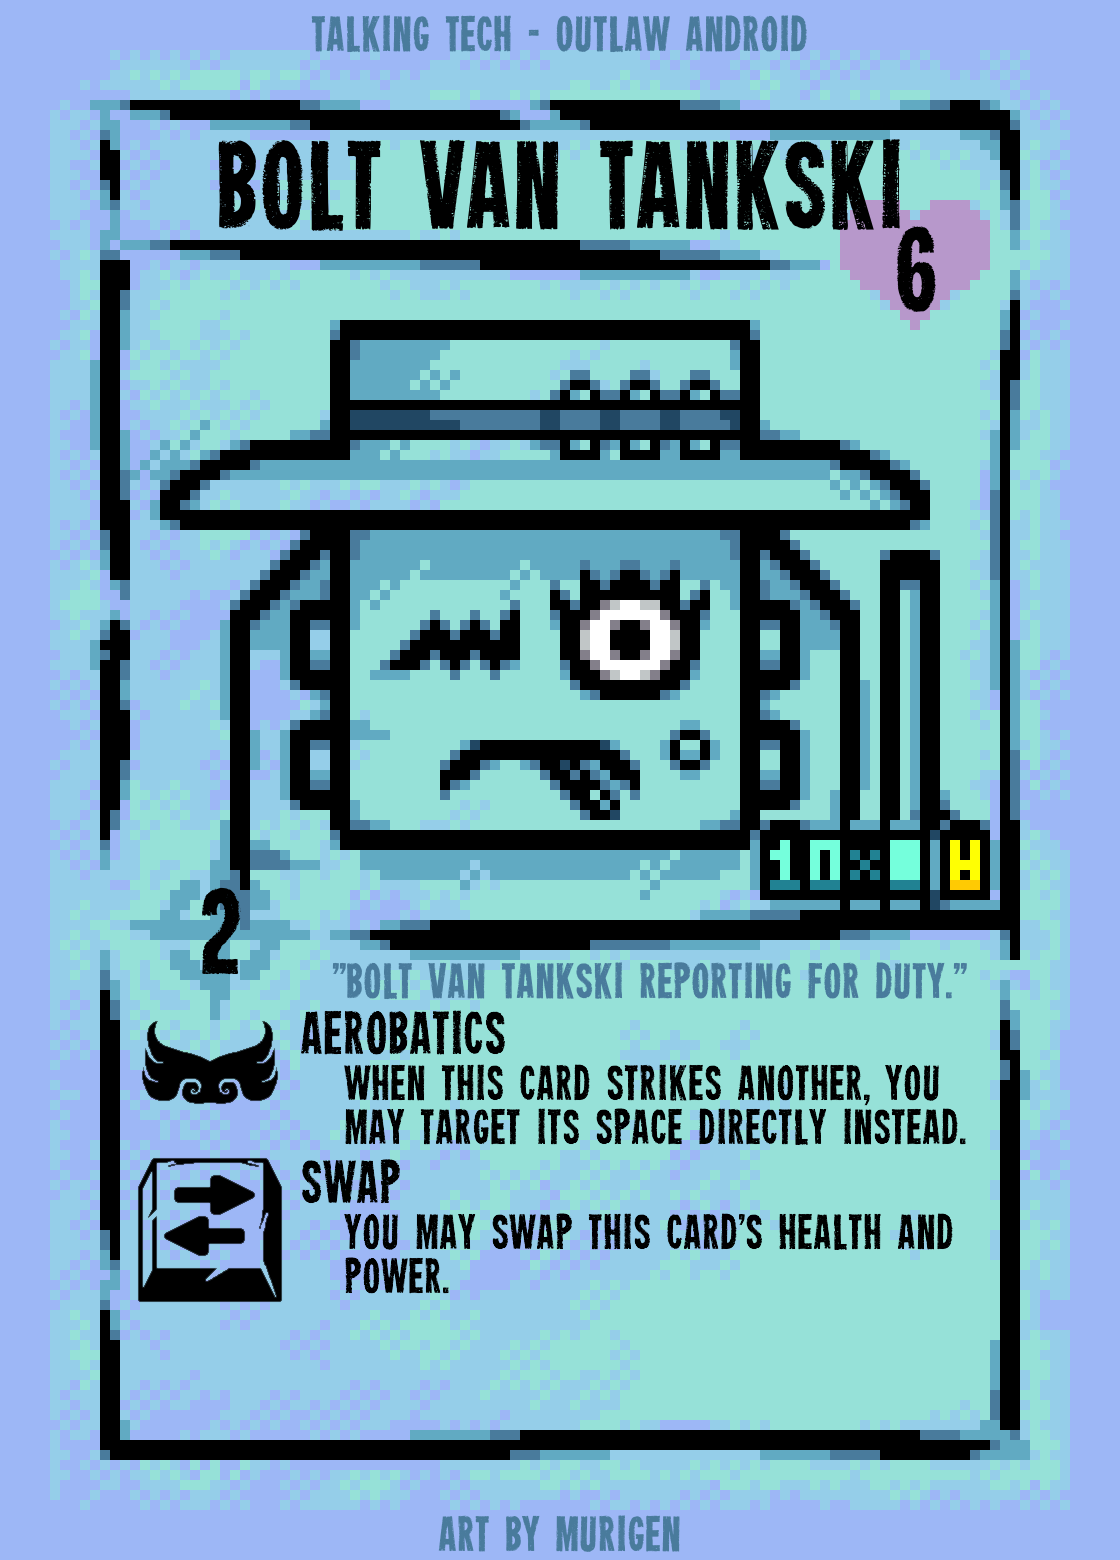 TALKING TECH - OUTLAW ANDROID
BOLT VAN TANKSKI
6
10×
2
"BOLT VAN TANKSKI REPORTING FOR DUTY."
AEROBATICS
WHEN THIS CARD STRIKES ANOTHER, YOU
MAY TARGET ITS SPACE DIRECTLY INSTEAD.
SWAP
YOU MAY SWAP THIS CARD'S HEALTH AND
POWER.
ART BY MURIGEN